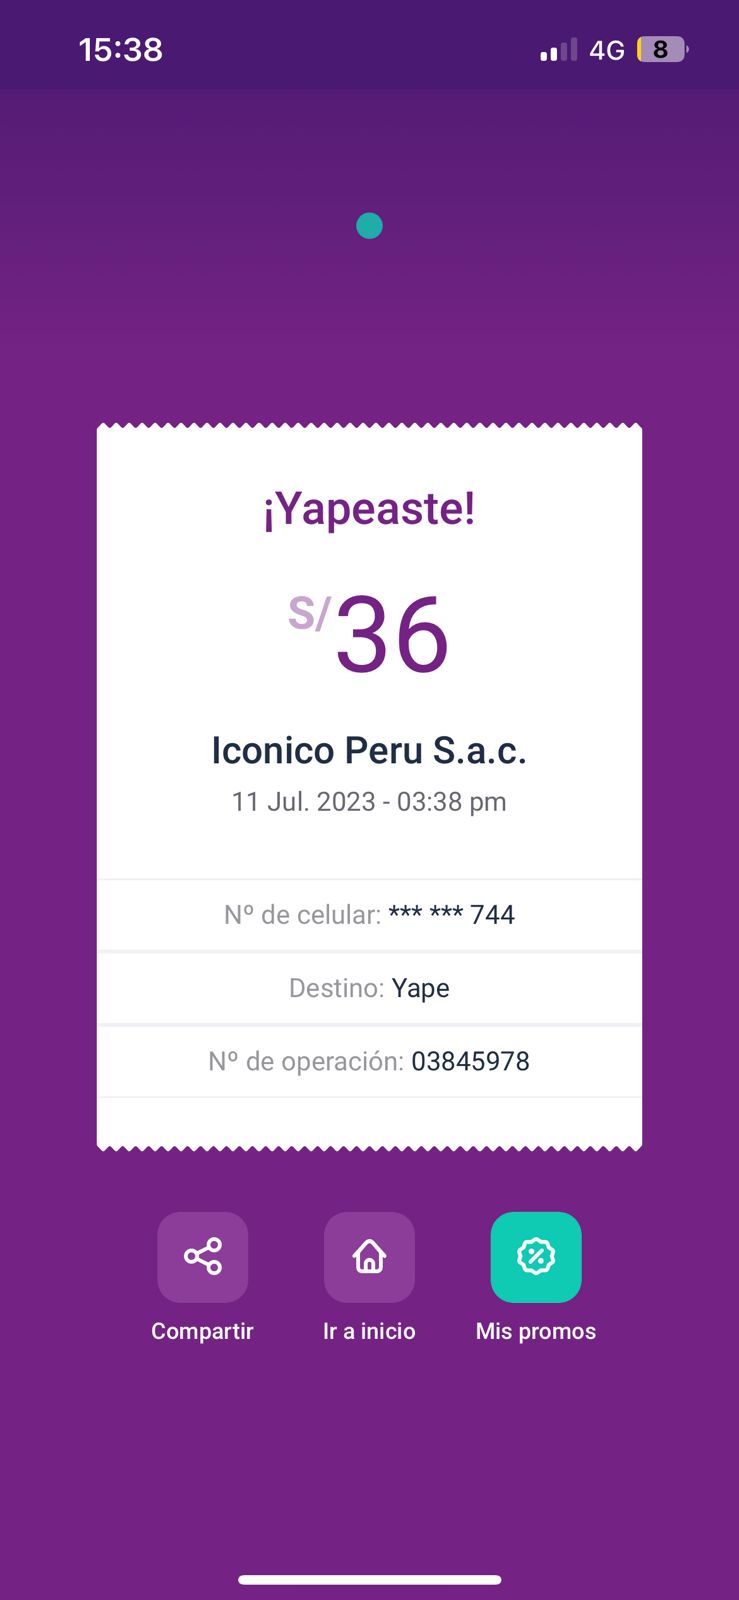 15:38
4G 8
¡Yapeaste!
S/36
Iconico Peru S.a.c.
11 Jul. 2023 - 03:38 pm
Nº de celular: *** *** 744
Destino: Yape
Nº de operación: 03845978
Compartir Ir a inicio Mis promos